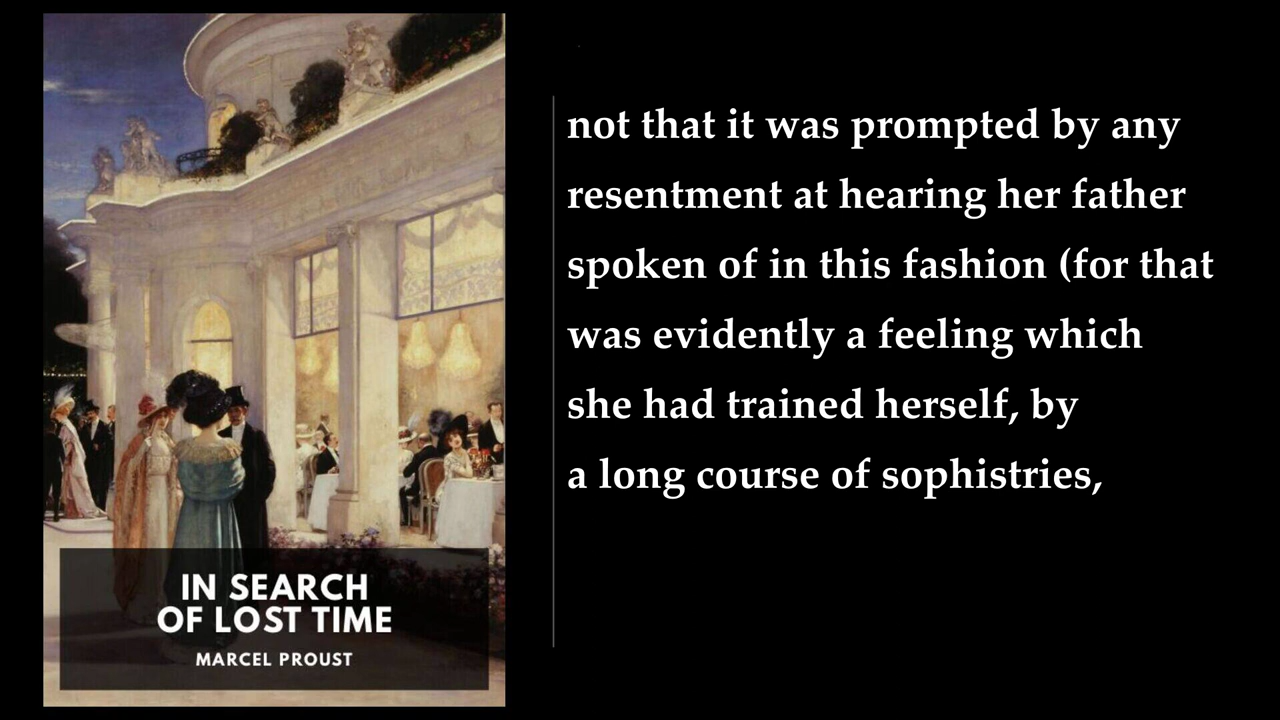 not that it was prompted by any
resentment at hearing her father
spoken of in this fashion (for that
was evidently a feeling which
she had trained herself, by
a long course of sophistries,
IN SEARCH
OF LOST TIME
MARCEL PROUST